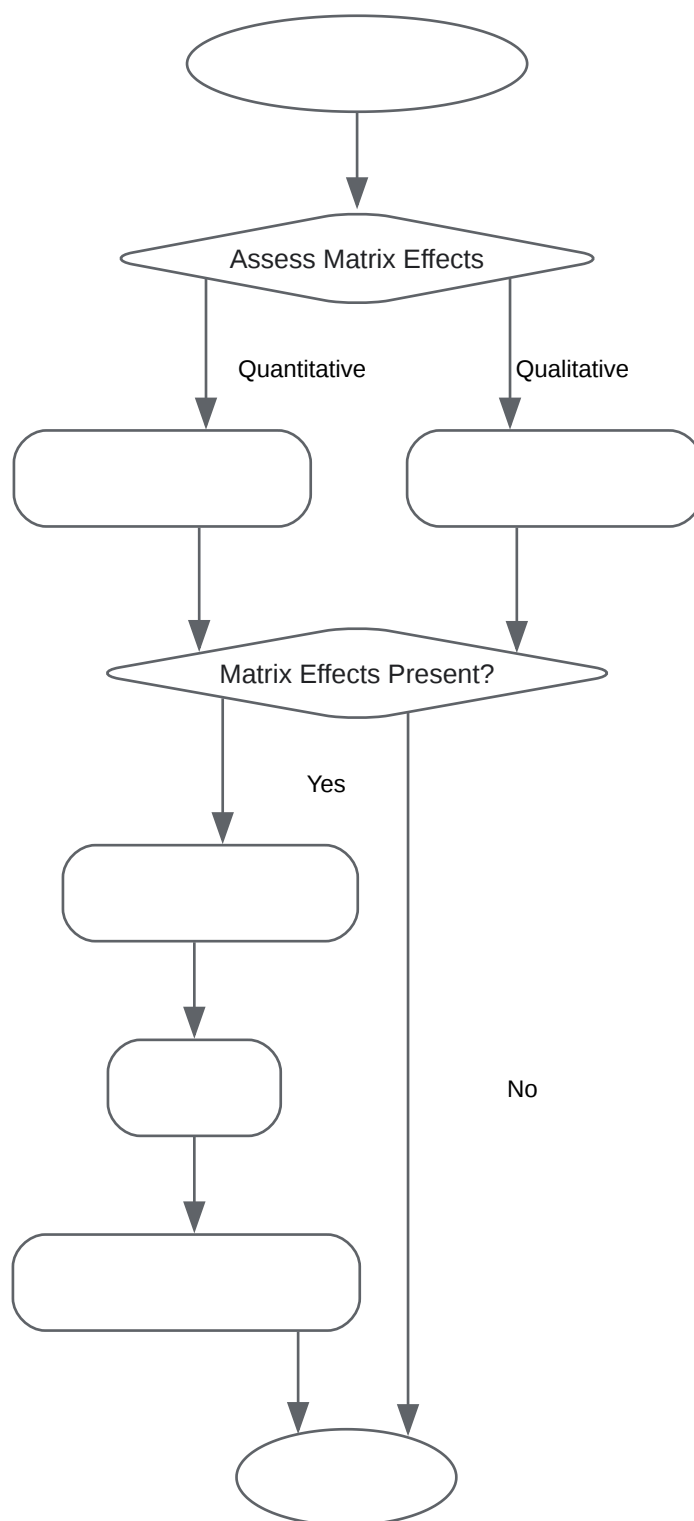 Assess Matrix Effects
Quantitative
Qualitative
Matrix Effects Present?
Yes
No